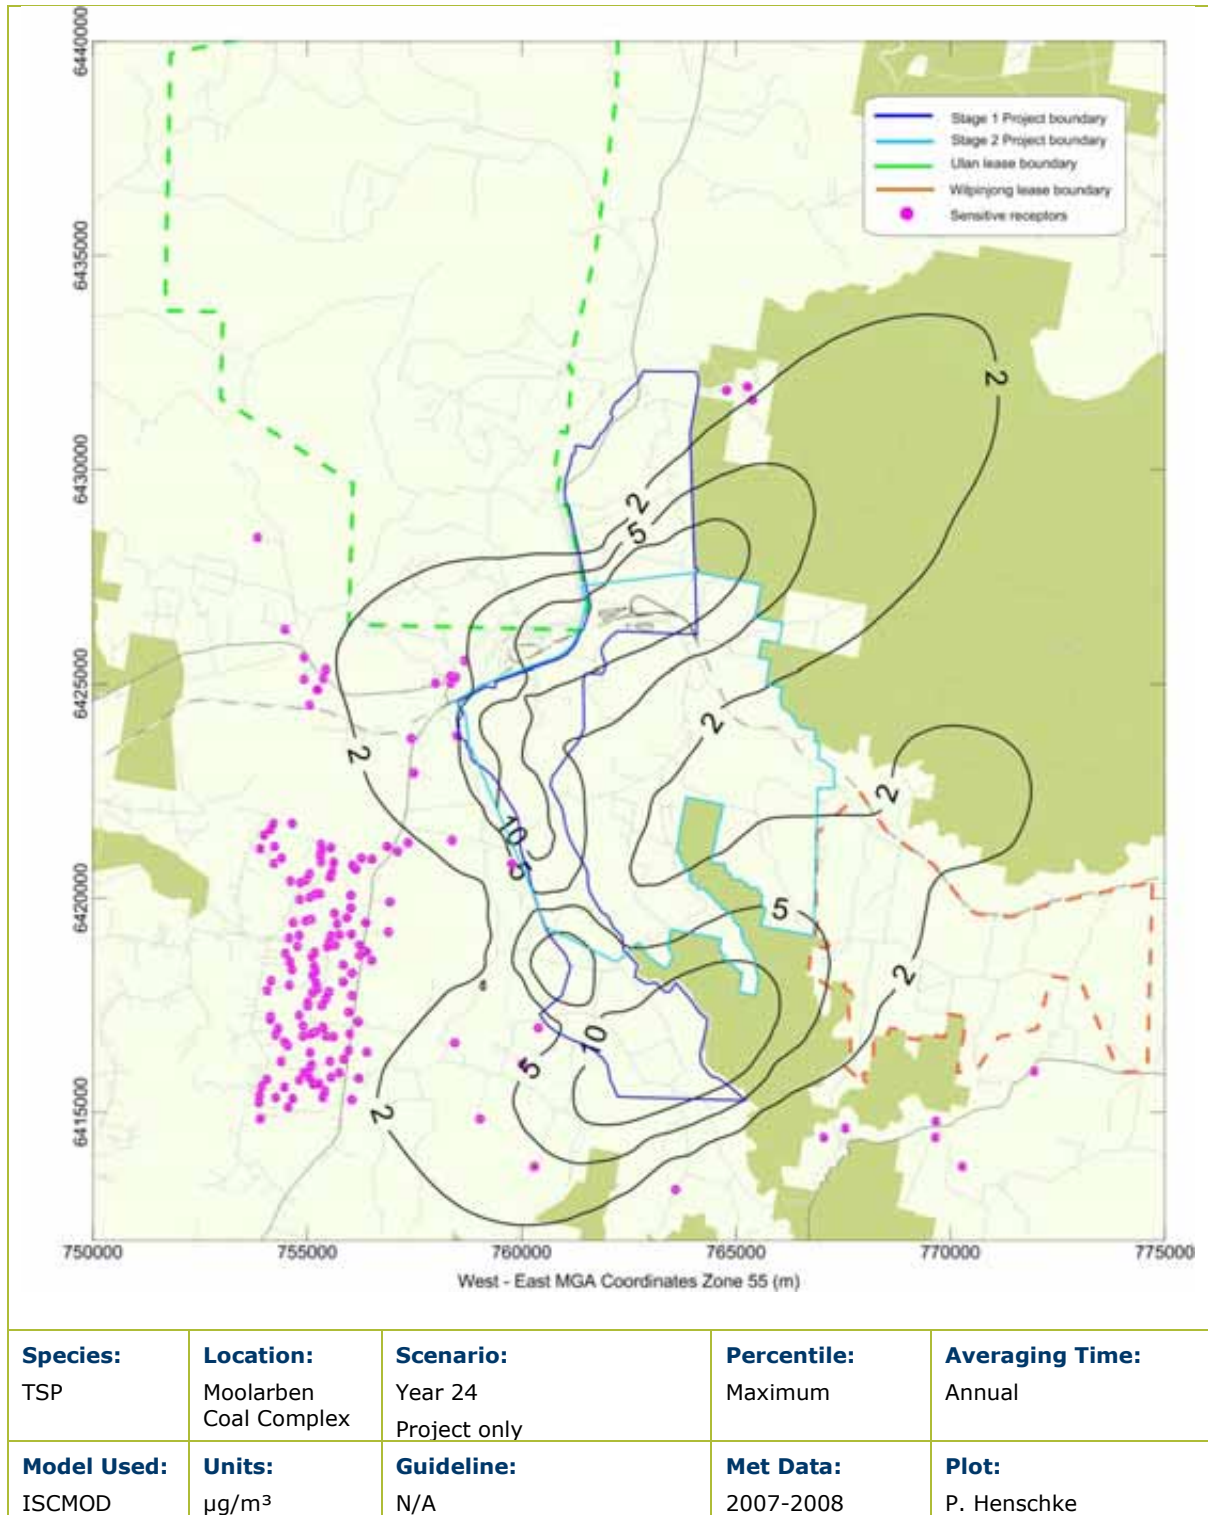 6440000
6435000
6430000
6425000
6420000
6415000
Stage 1 Project boundary
Stage 2 Project boundary
Ulan lease boundary
Wilpinjong lease boundary
Sensitive receptors
2
2
5
2
2
2
10
5
5
2
10
5
2
750000 755000 760000 765000 770000 775000
West - East MGA Coordinates Zone 55 (m)
Species: Location: Scenario: Percentile: Averaging Time:
TSP Moolarben Year 24 Maximum Annual
Coal Complex Project only
Model Used: Units: Guideline: Met Data: Plot:
ISCMOD µg/m³ N/A 2007-2008 P. Henschke